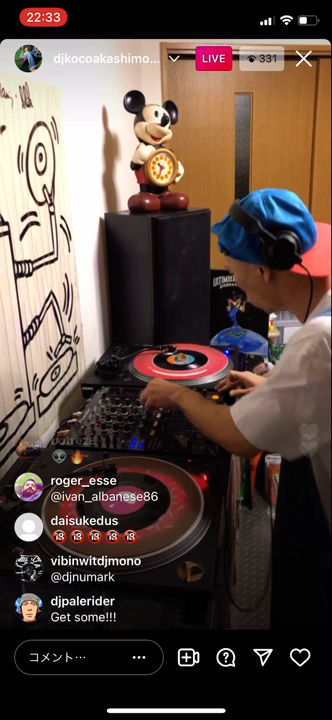 22:33
djkocoakashimo...
LIVE
331
roger_esse
@ivan_albanese86
daisukedus
vibinwitdjmono
@djnumark
djpalerider
Get some!!!
コメント…